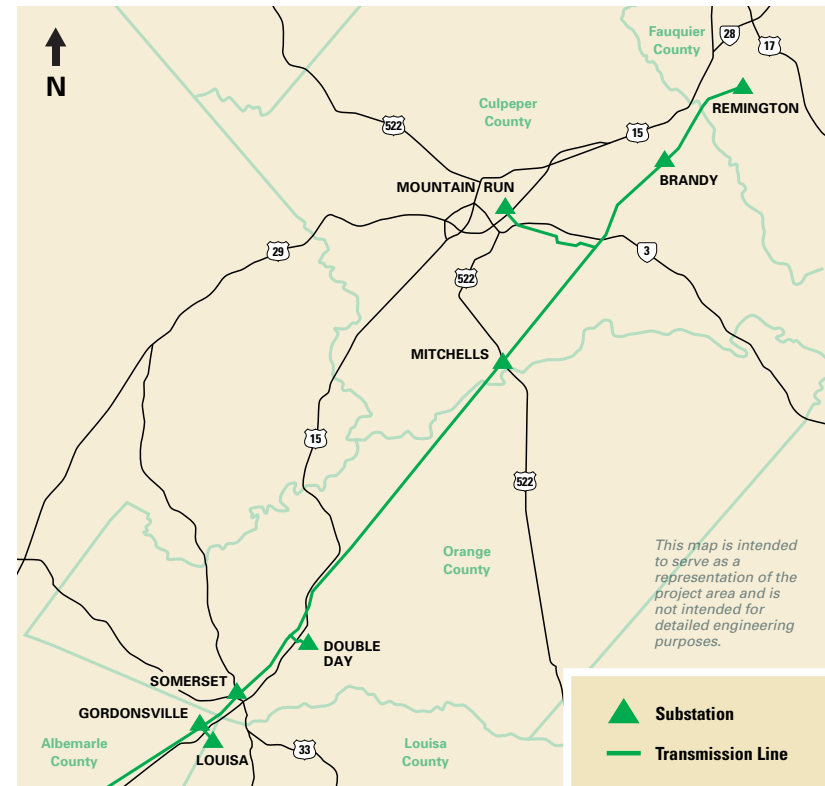 Fauquier
County
28
17
N
REMINGTON
Culpeper
County
522
15
BRANDY
MOUNTAIN RUN
29
3
522
MITCHELLS
15
522
This map is intended
to serve as a
representation of the
project area and is
not intended for
detailed engineering
purposes.
Orange
County
DOUBLE
DAY
SOMERSET
GORDONSVILLE
Substation
Albemarle
County
LOUISA
33
Louisa
County
Transmission Line